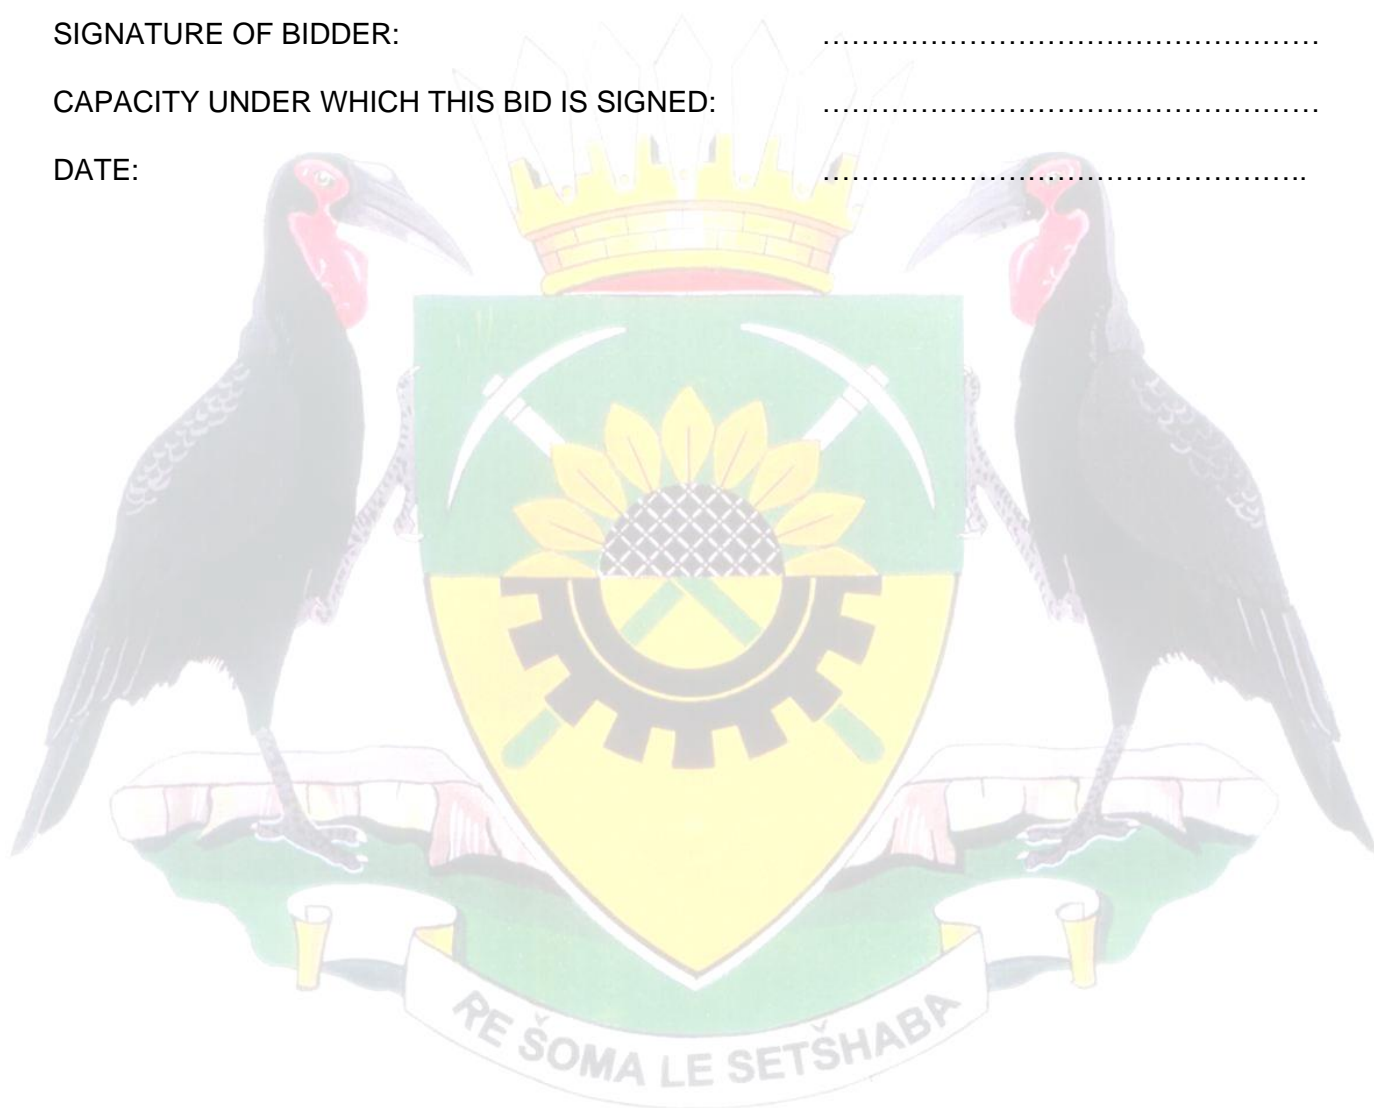 SIGNATURE OF BIDDER: ……………………………………………
CAPACITY UNDER WHICH THIS BID IS SIGNED: ……………………………………………
DATE: …………………………………………..
RE ŠOMA LE SETŠHABA